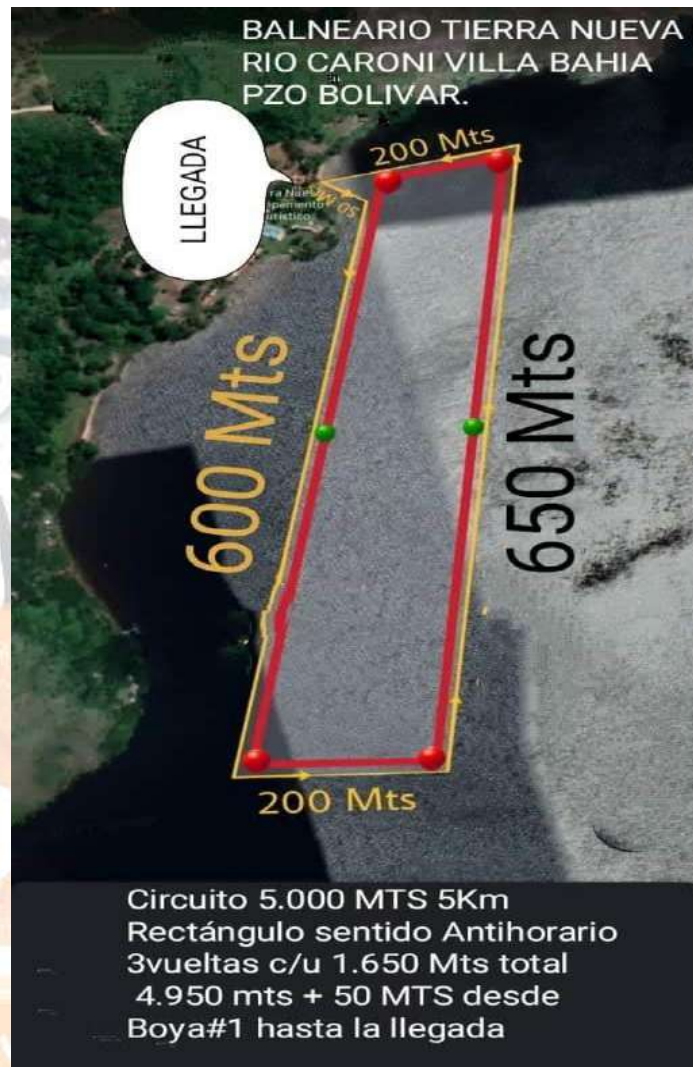 BALNEARIO TIERRA NUEVA
RIO CARONI VILLA BAHIA
PZO BOLIVAR.
LLEGADA
200 Mts
50 Mts
600 Mts
650 Mts
200 Mts
Circuito 5.000 MTS 5Km
Rectángulo sentido Antihorario
3vueltas c/u 1.650 Mts total
4.950 mts + 50 MTS desde
Boya#1 hasta la llegada